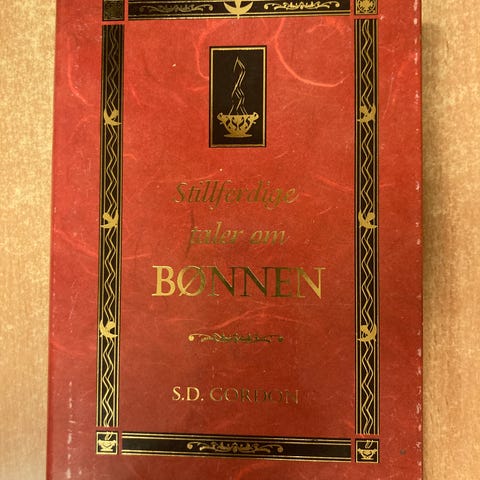 Stillferdige
taler om
BØNNEN
S.D. GORDON